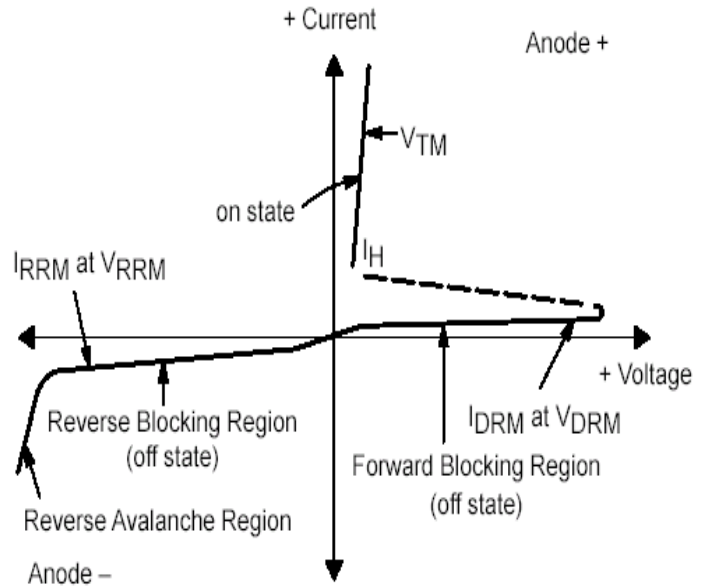 + Current
Anode +
VTM
on state
IH
IRRM at VRRM
+ Voltage
IDRM at VDRM
Reverse Blocking Region
(off state)
Forward Blocking Region
(off state)
Reverse Avalanche Region
Anode –